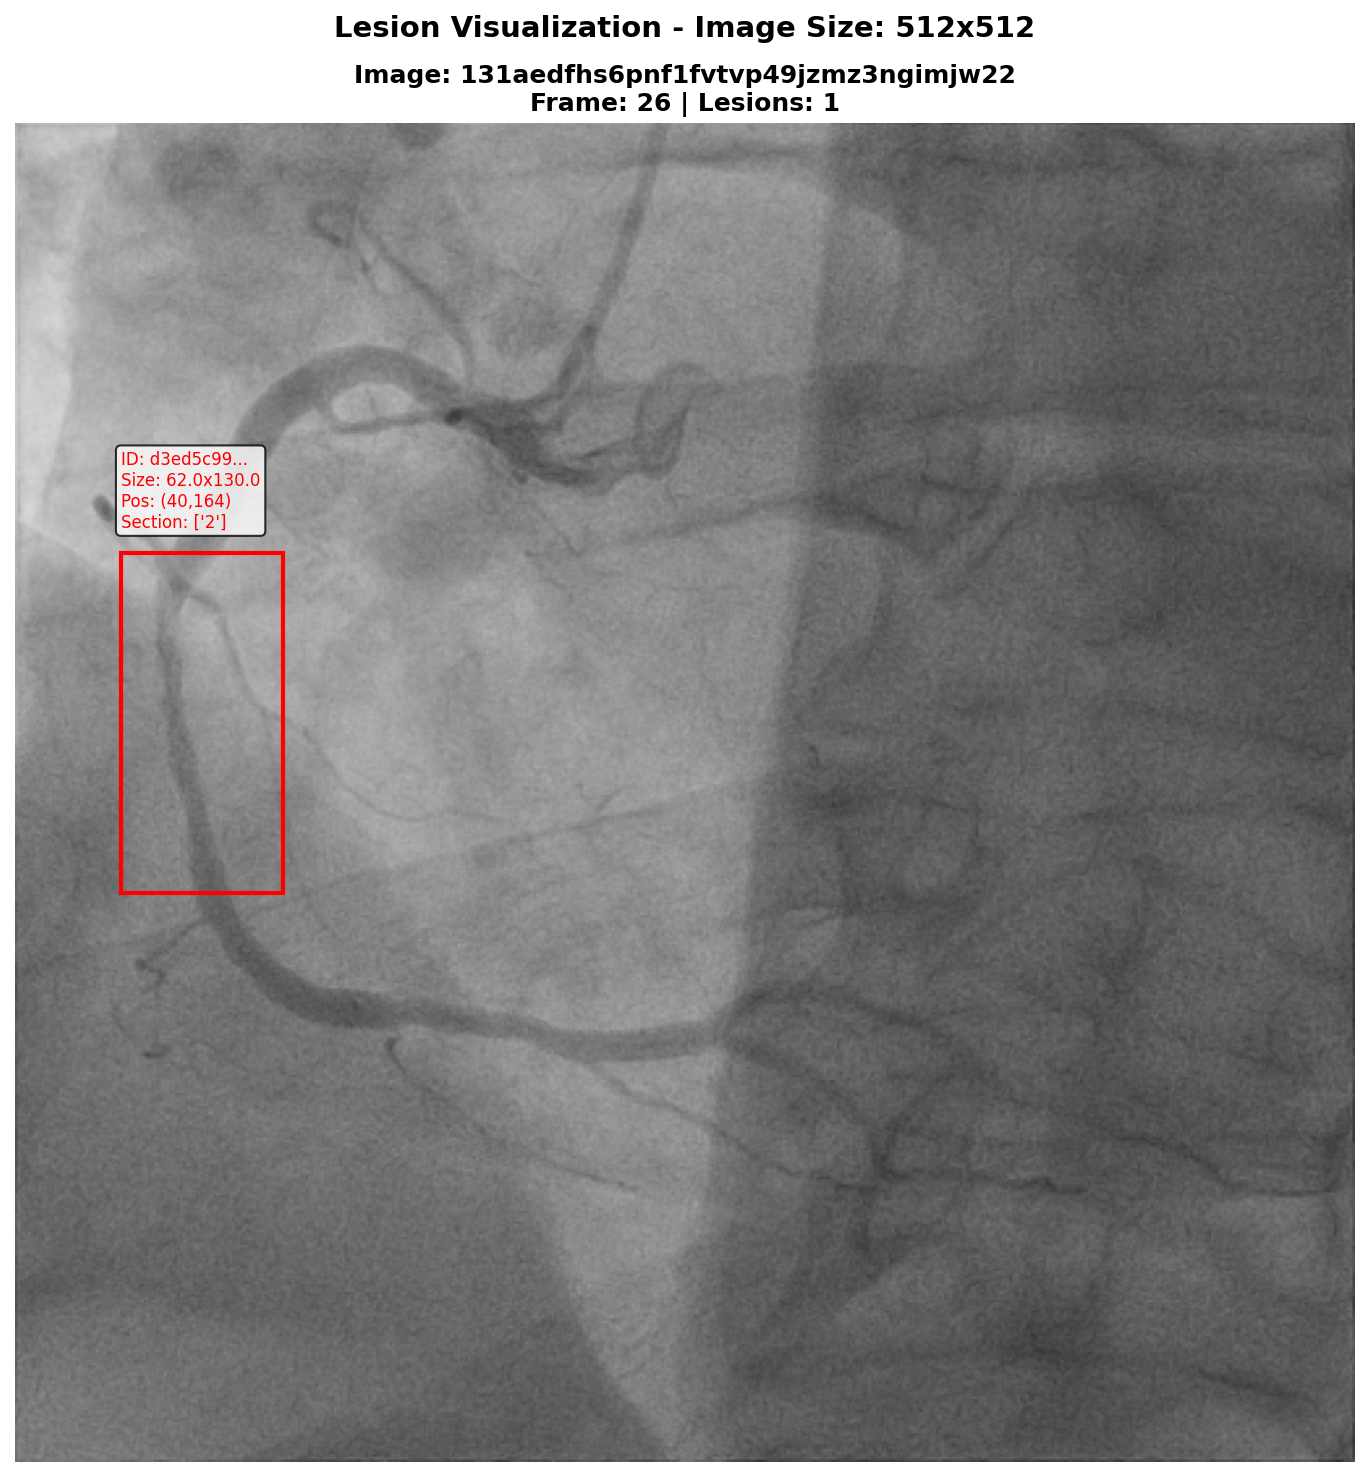 Lesion Visualization - Image Size: 512x512
Image: 131aedfhs6pnf1fvtvp49jzmz3ngimjw22
Frame: 26 | Lesions: 1
ID: d3ed5c99...
Size: 62.0x130.0
Pos: (40,164)
Section: ['2']